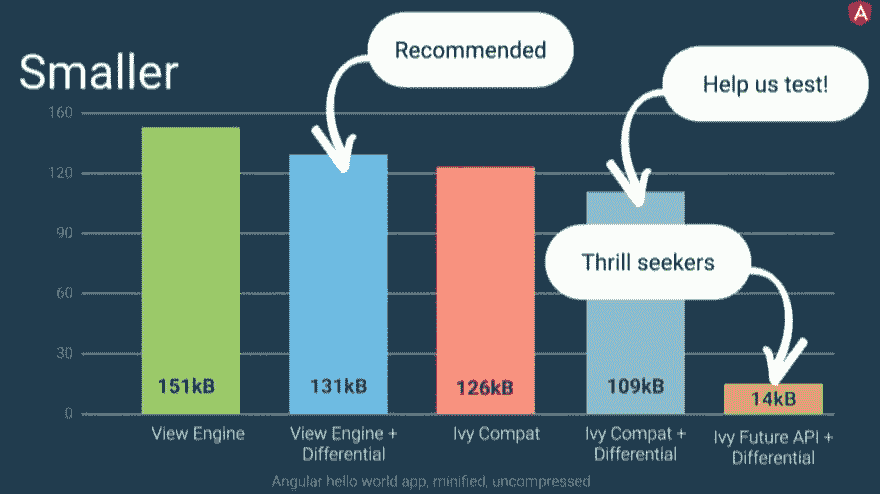 Smaller
Recommended
Help us test!
Thrill seekers
160
120
90
60
30
0
151kB
131kB
126kB
109kB
14kB
View Engine
View Engine +
Differential
Ivy Compat
Ivy Compat +
Differential
Ivy Future API +
Differential
Angular hello world app, minified, uncompressed
A